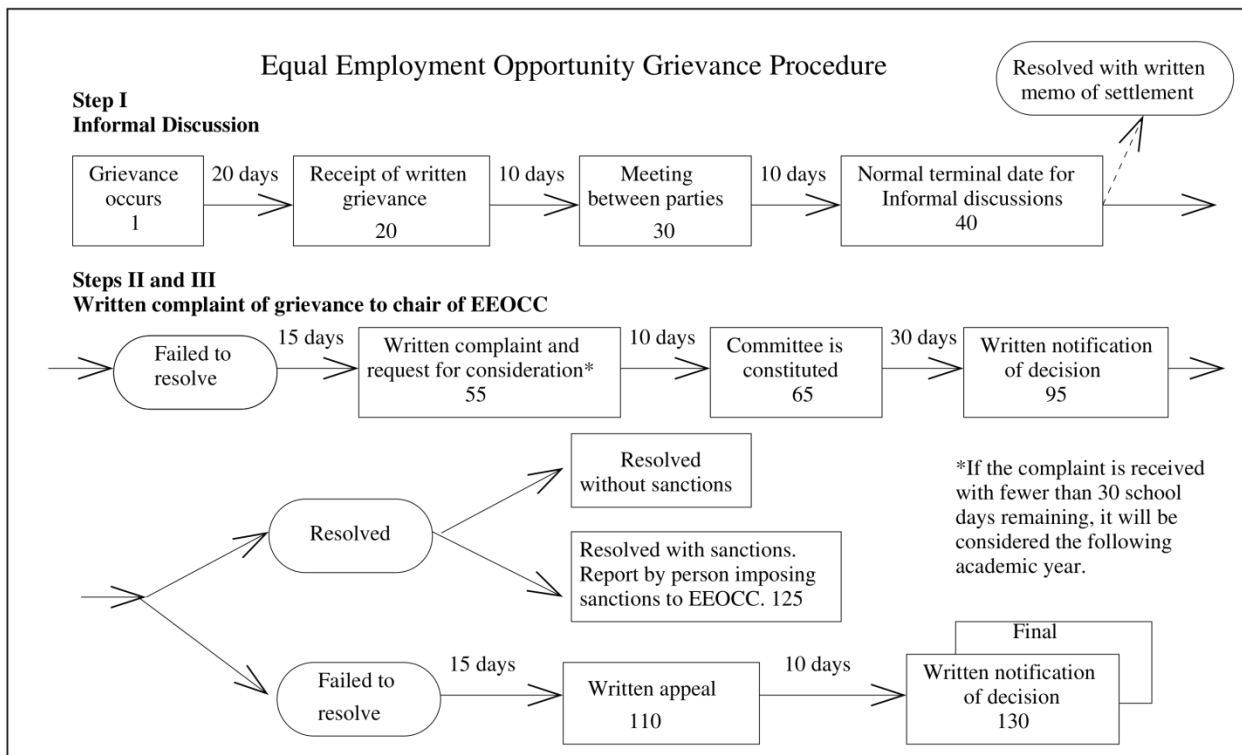 Equal Employment Opportunity Grievance Procedure
Resolved with written
memo of settlement
Step I
Informal Discussion
Grievance
occurs
1
20 days
Receipt of written
grievance
20
10 days
Meeting
between parties
30
10 days
Normal terminal date for
Informal discussions
40
Steps II and III
Written complaint of grievance to chair of EEOCC
Failed to
resolve
15 days
Written complaint and
request for consideration*
55
10 days
Committee is
constituted
65
30 days
Written notification
of decision
95
Resolved
Resolved
without sanctions
Resolved with sanctions.
Report by person imposing
sanctions to EEOCC. 125
*If the complaint is received
with fewer than 30 school
days remaining, it will be
considered the following
academic year.
Failed to
resolve
15 days
Written appeal
110
10 days
Final
Written notification
of decision
130